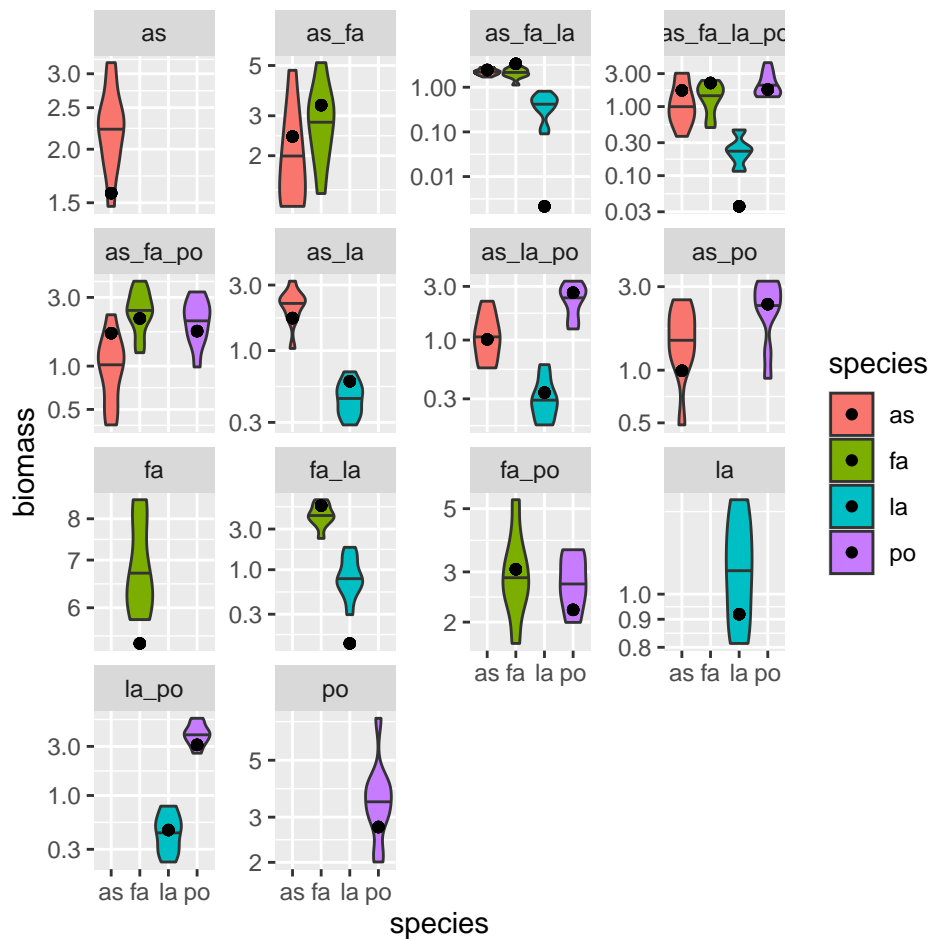 as
as_fa
as_fa_la
as_fa_la_po
3.0
2.5
2.0
1.5
5
3
2
1.00
0.10
0.01
3.00
1.00
0.30
0.10
0.03
as_fa_po
as_la
as_la_po
as_po
3.0
1.0
0.5
3.0
1.0
0.3
3.0
1.0
0.3
3.0
1.0
0.5
fa
fa_la
fa_po
la
8
7
6
3.0
1.0
0.3
5
3
2
1.0
0.9
0.8
as fa la po
as fa la po
la_po
po
3.0
1.0
0.3
5
3
2
as fa la po
as fa la po
species
biomass
species
as
fa
la
po